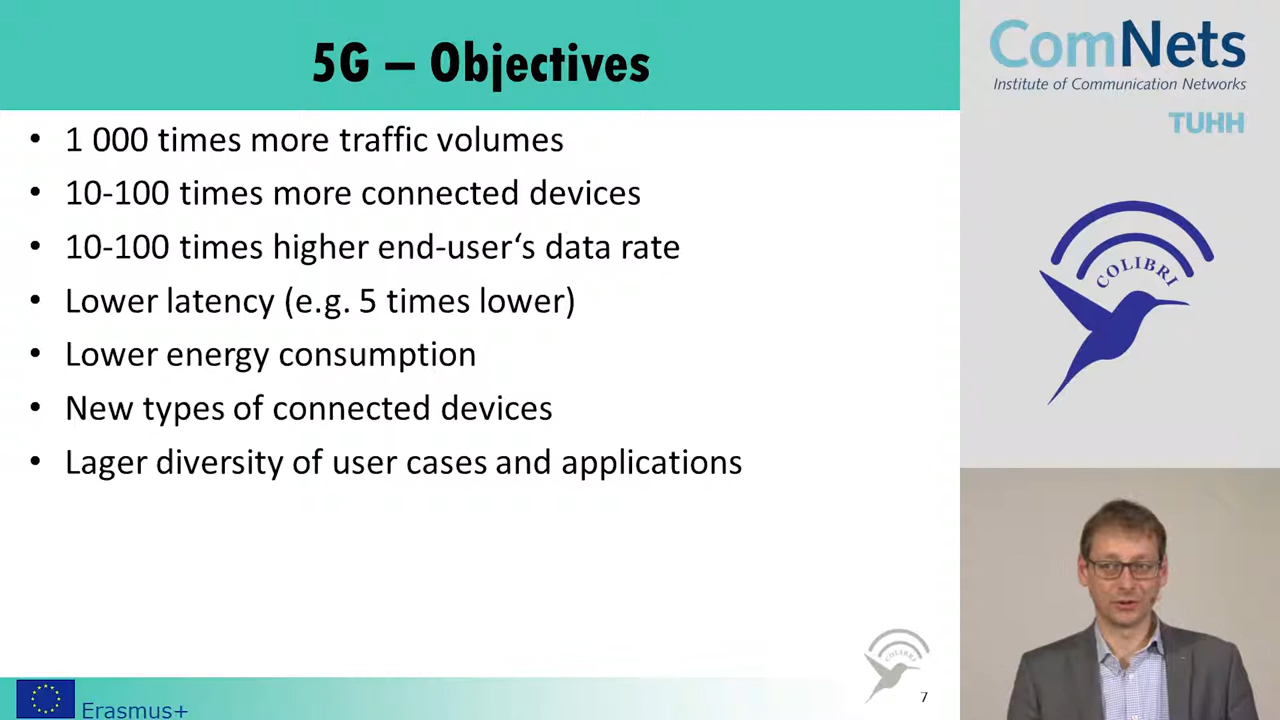 5G – Objectives
• 1 000 times more traffic volumes
• 10-100 times more connected devices
• 10-100 times higher end-user‘s data rate
• Lower latency (e.g. 5 times lower)
• Lower energy consumption
• New types of connected devices
• Lager diversity of user cases and applications
COLIBRI
7
Erasmus+
ComNets
Institute of Communication Networks
TUHH
COLIBRI